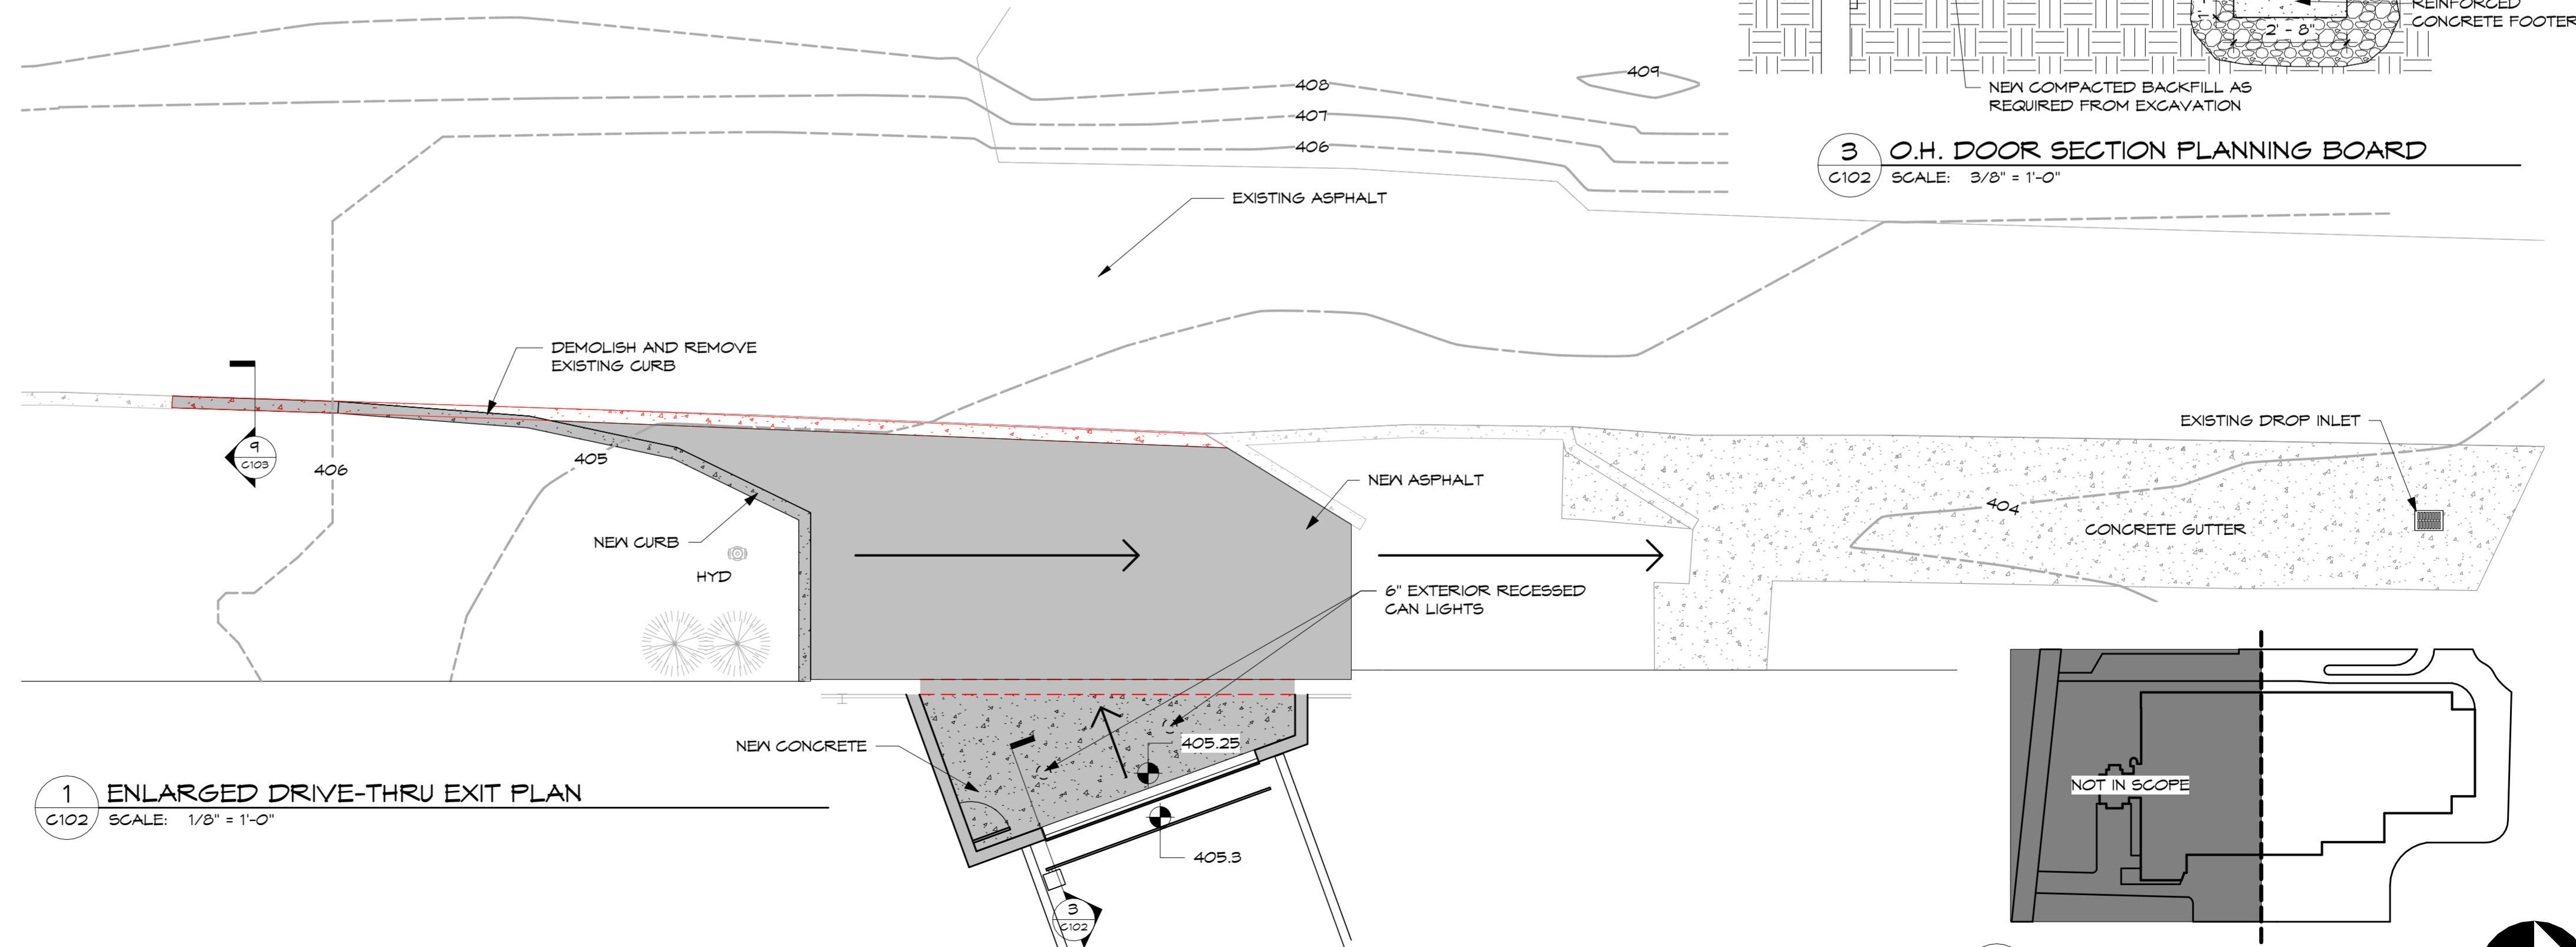 REINFORCED
CONCRETE FOOTER
1'-
2' - 8"
NEW COMPACTED BACKFILL AS
REQUIRED FROM EXCAVATION
3
C102
O.H. DOOR SECTION PLANNING BOARD
SCALE: 3/8" = 1'-0"
409
408
407
406
EXISTING ASPHALT
DEMOLISH AND REMOVE
EXISTING CURB
9
C103
406
405
NEW CURB
HYD
NEW ASPHALT
6" EXTERIOR RECESSED
CAN LIGHTS
EXISTING DROP INLET
404
CONCRETE GUTTER
NEW CONCRETE
405.25
405.3
3
C102
1
C102
ENLARGED DRIVE-THRU EXIT PLAN
SCALE: 1/8" = 1'-0"
NOT IN SCOPE